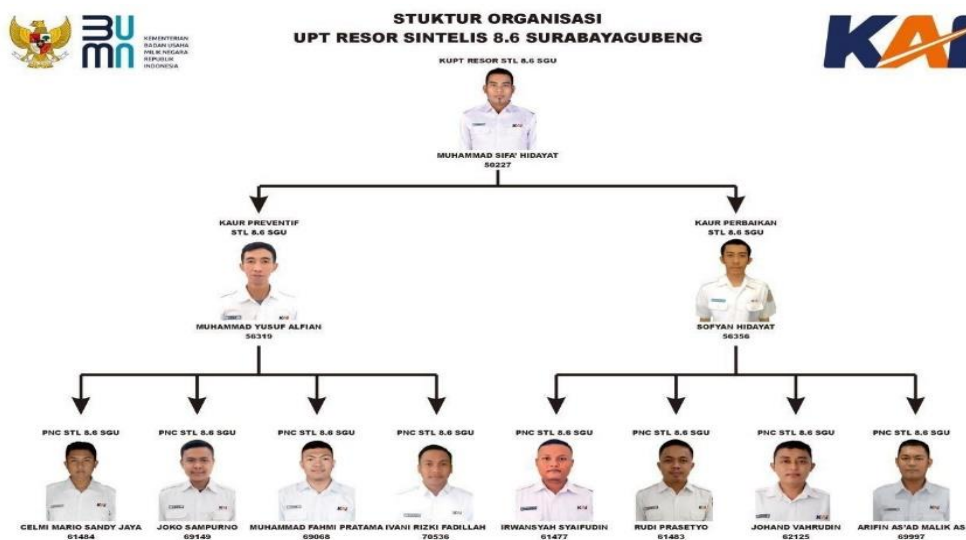 STUKTUR ORGANISASI
UPT RESOR SINTELIS 8.6 SURABAYAGUBENG
BUMN
KEMENTERIAN
BADAN USAHA
MILIK NEGARA
REPUBLIK
INDONESIA
KAI
KUPT RESOR STL 8.6 SGU
MUHAMMAD SIFA' HIDAYAT
50227
KAUR PREVENTIF
STL 8.6 SGU
KAUR PERBAIKAN
STL 8.6 SGU
MUHAMMAD YUSUF ALFIAN
56319
SOFYAN HIDAYAT
56356
PNC STL 8.6 SGU
PNC STL 8.6 SGU
PNC STL 8.6 SGU
PNC STL 8.6 SGU
PNC STL 8.6 SGU
PNC STL 8.6 SGU
PNC STL 8.6 SGU
PNC STL 8.6 SGU
CELMI MARIO SANDY JAYA
61484
JOKO SAMPURNO
69149
MUHAMMAD FAHMI PRATAMA
69068
IVANI RIZKI FADILLAH
70536
IRWANSYAH SYAIFUDIN
61477
RUDI PRASETYO
61483
JOHAND VAHRUDIN
62125
ARIFIN AS'AD MALIK AS
69997